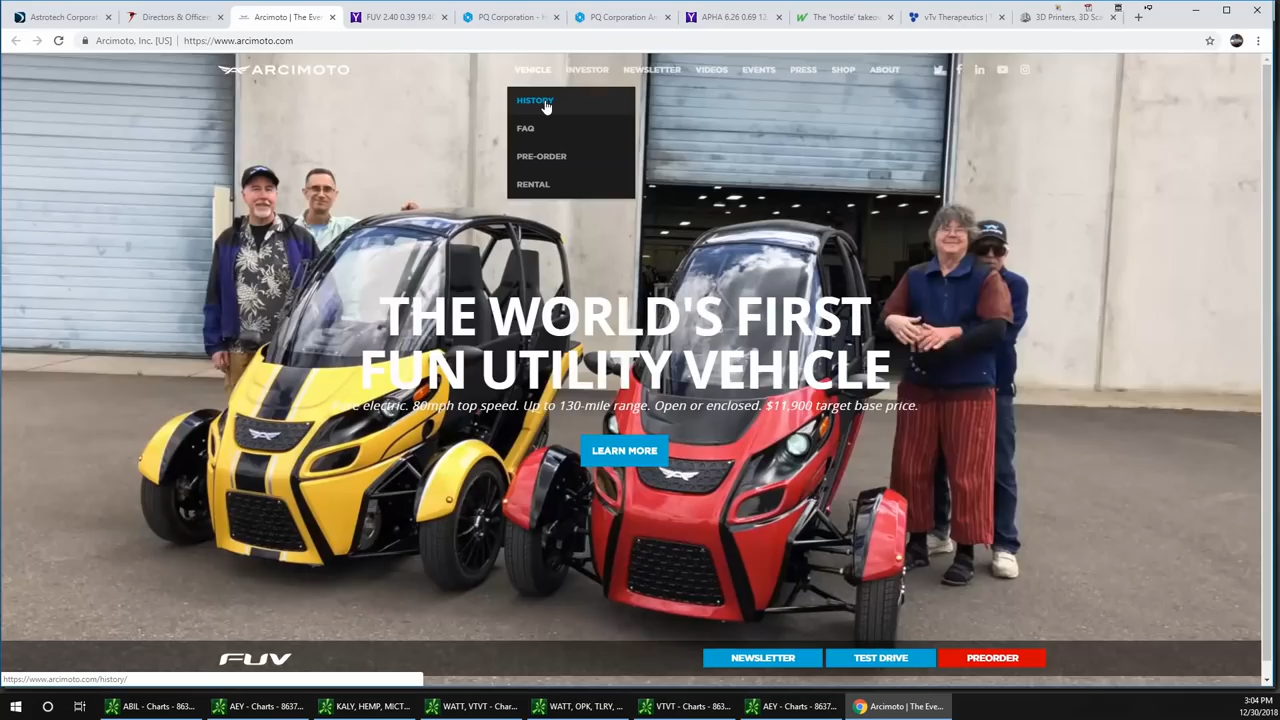 Astrotech Corporat
Directors & Office
Arcimoto | The Eve
FUV 2.40 0.39 19.40
PQ Corporation - H
PQ Corporation An
APHA 6.26 0.69 12.
The 'hostile' takeov
vTv Therapeutics |
3D Printers, 3D Sc
Arcimoto, Inc. [US] | https://www.arcimoto.com
ARCIMOTO
VEHICLE
INVESTOR
NEWSLETTER
VIDEOS
EVENTS
PRESS
SHOP
ABOUT
HISTORY
FAQ
PRE-ORDER
RENTAL
THE WORLD'S FIRST
FUN UTILITY VEHICLE
electric. 80mph top speed. Up to 130-mile range. Open or enclosed. $11,900 target base price.
LEARN MORE
FUV
NEWSLETTER
TEST DRIVE
PREORDER
https://www.arcimoto.com/history/
ABIL - Charts - 863...
AEY - Charts - 8637...
KALY, HEMP, MICT...
WATT, VTVT - Char...
WATT, OPK, TLRY, ...
VTVT - Charts - 863...
AEY - Charts - 8637...
Arcimoto | The Eve...
3:04 PM
12/30/2018